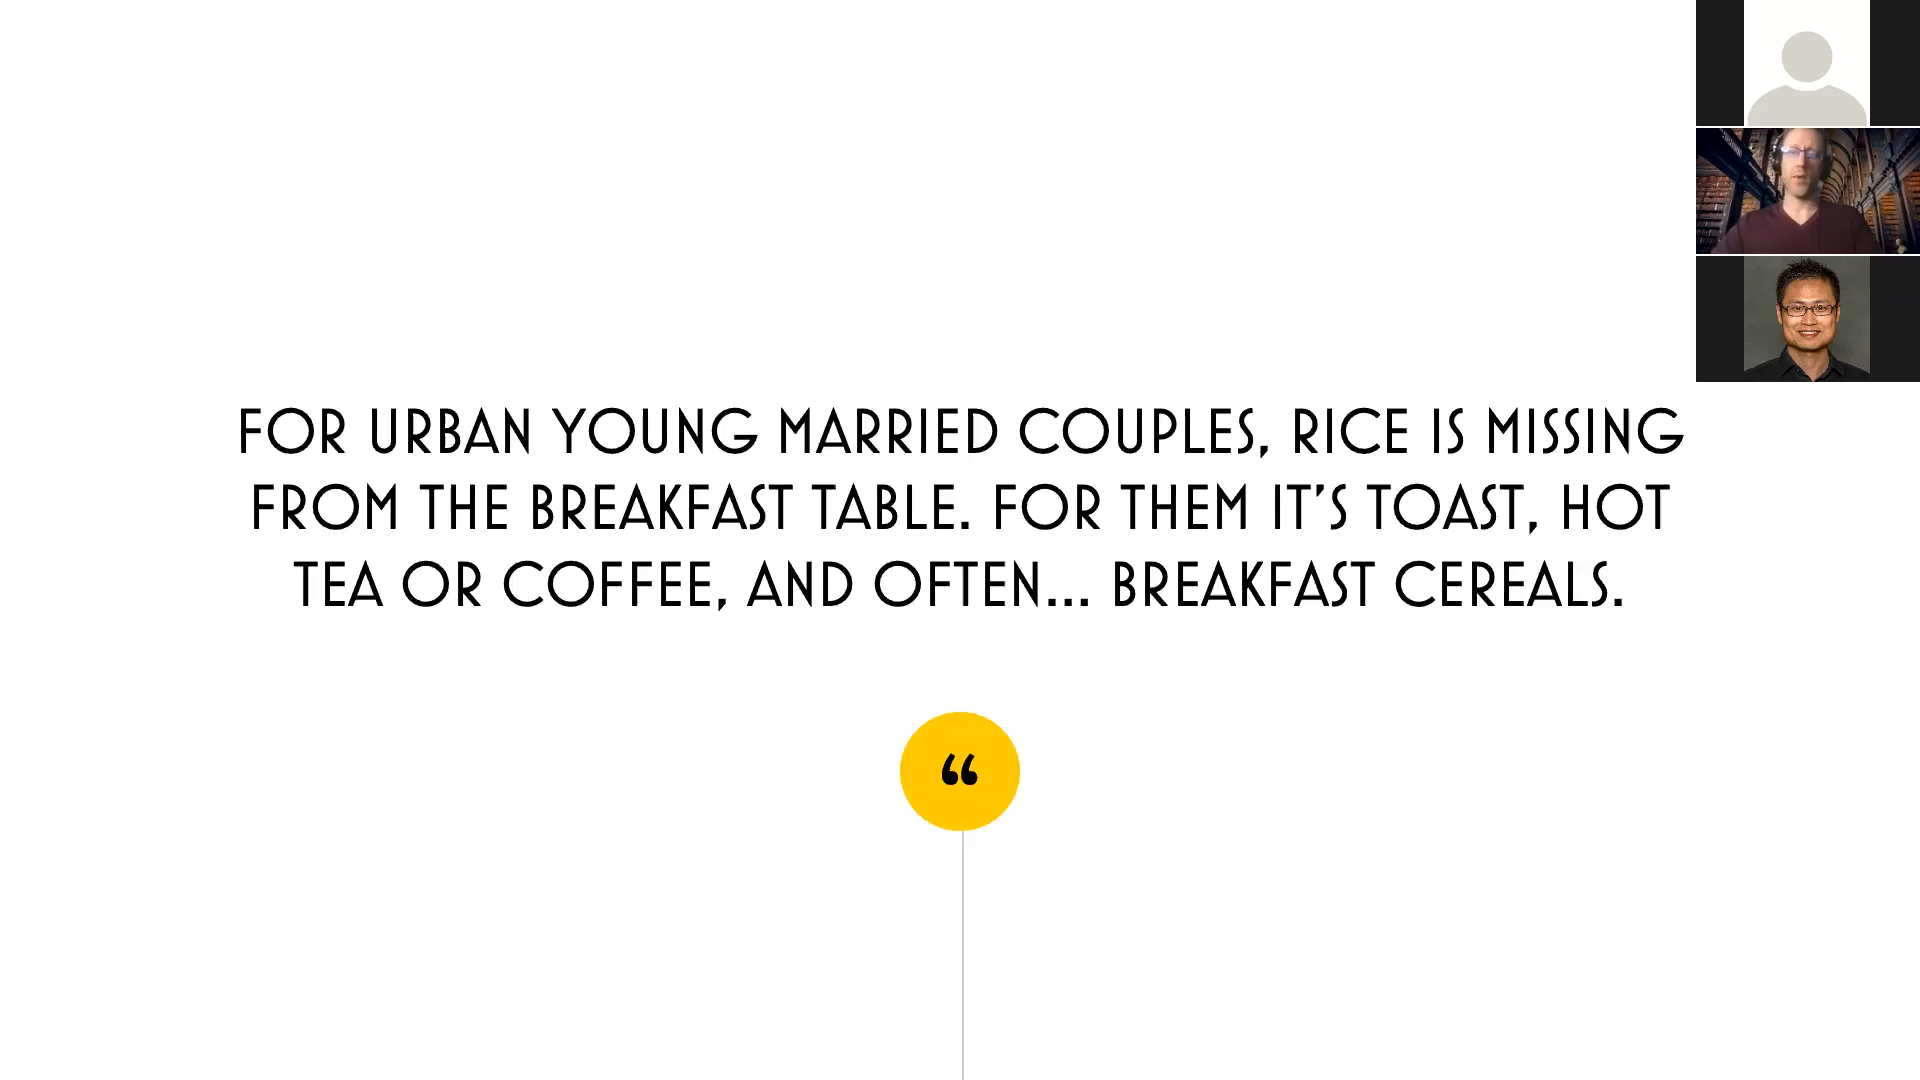 FOR URBAN YOUNG MARRIED COUPLES, RICE IS MISSING
FROM THE BREAKFAST TABLE. FOR THEM IT’S TOAST, HOT
TEA OR COFFEE, AND OFTEN... BREAKFAST CEREALS.
“